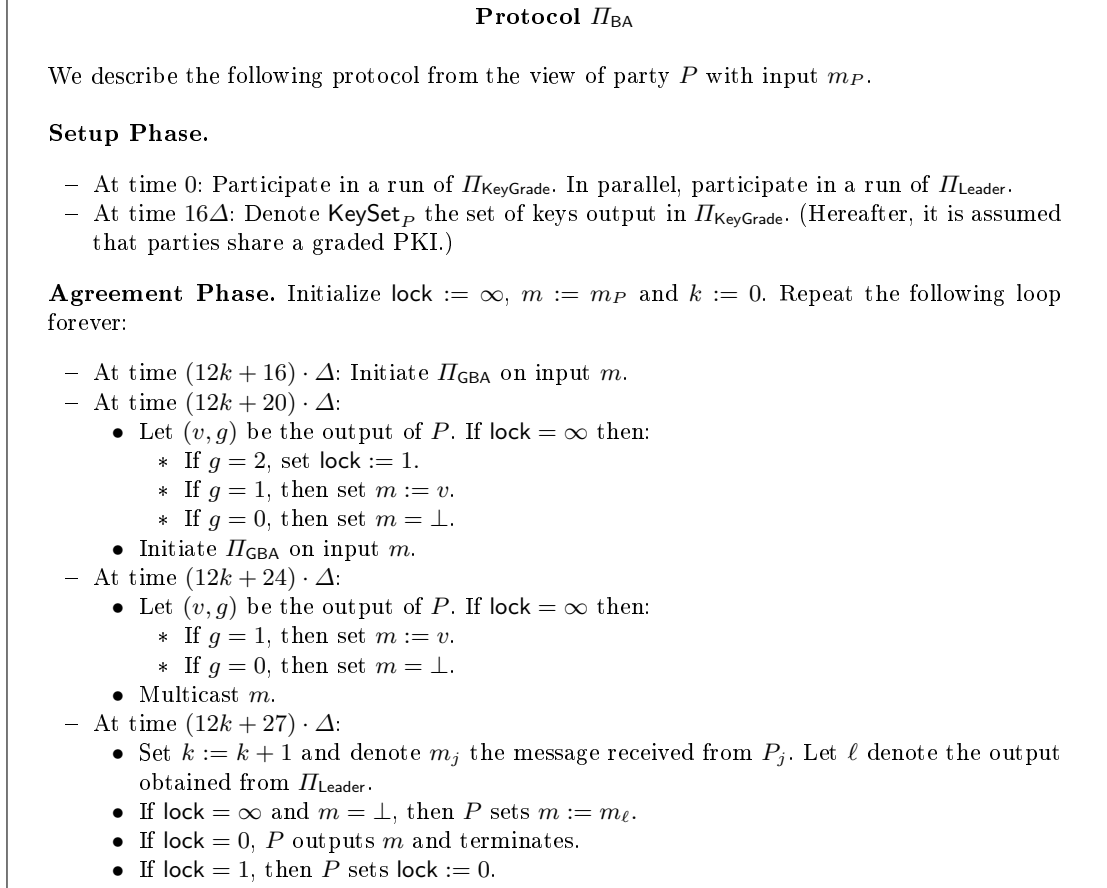 Protocol Π_BA
We describe the following protocol from the view of party P with input m_P.
Setup Phase.
– At time 0: Participate in a run of Π_KeyGrade. In parallel, participate in a run of Π_Leader.
– At time 16Δ: Denote KeySet_P the set of keys output in Π_KeyGrade. (Hereafter, it is assumed
that parties share a graded PKI.)
Agreement Phase. Initialize lock := ∞, m := m_P and k := 0. Repeat the following loop
forever:
– At time (12k + 16) · Δ: Initiate Π_GBA on input m.
– At time (12k + 20) · Δ:
• Let (v, g) be the output of P. If lock = ∞ then:
∗ If g = 2, set lock := 1.
∗ If g = 1, then set m := v.
∗ If g = 0, then set m = ⊥.
• Initiate Π_GBA on input m.
– At time (12k + 24) · Δ:
• Let (v, g) be the output of P. If lock = ∞ then:
∗ If g = 1, then set m := v.
∗ If g = 0, then set m = ⊥.
• Multicast m.
– At time (12k + 27) · Δ:
• Set k := k + 1 and denote m_j the message received from P_j. Let ℓ denote the output
obtained from Π_Leader.
• If lock = ∞ and m = ⊥, then P sets m := m_ℓ.
• If lock = 0, P outputs m and terminates.
• If lock = 1, then P sets lock := 0.